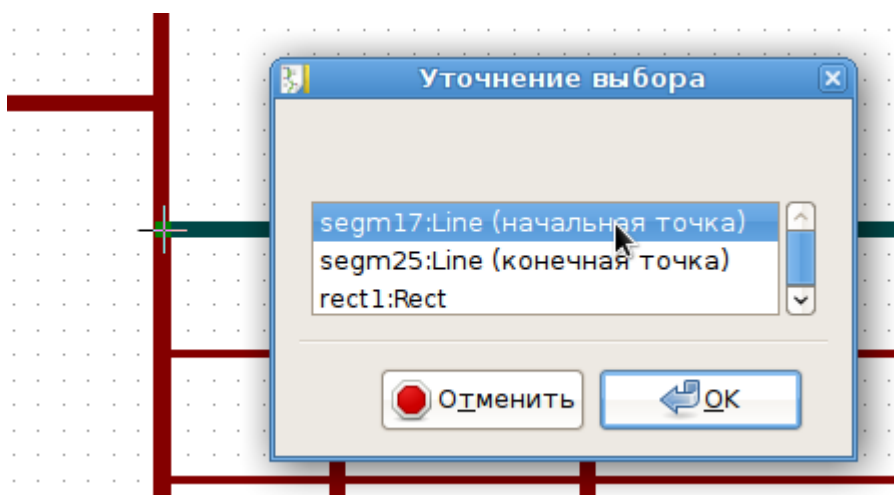 Уточнение выбора
segm17:Line (начальная точка)
segm25:Line (конечная точка)
rect1:Rect
Отменить
OK